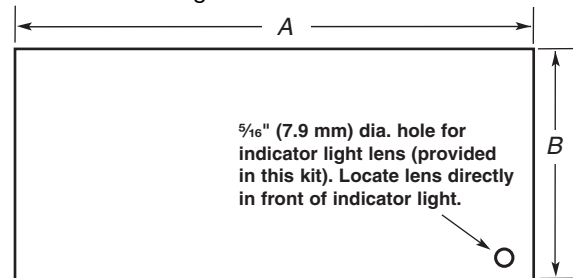 A
⁵⁄₁₆" (7.9 mm) dia. hole for
indicator light lens (provided
in this kit). Locate lens directly
in front of indicator light.
B